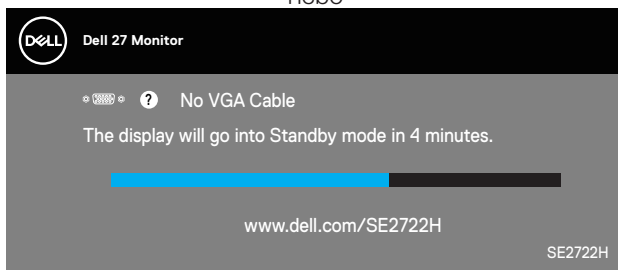 nebo
DELL Dell 27 Monitor
? No VGA Cable
The display will go into Standby mode in 4 minutes.
www.dell.com/SE2722H
SE2722H